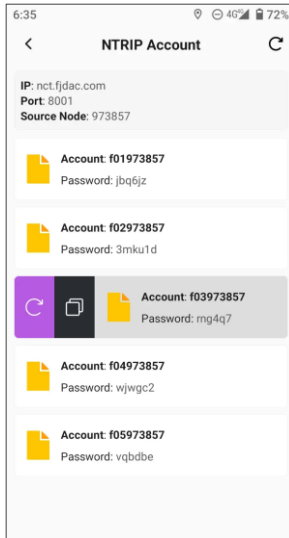 6:35 4G 72%
NTRIP Account
IP: nct.fjdac.com
Port: 8001
Source Node: 973857
Account: f01973857
Password: jbq6jz
Account: f02973857
Password: 3mku1d
Account: f03973857
Password: rng4q7
Account: f04973857
Password: wjwgc2
Account: f05973857
Password: vqbdbe